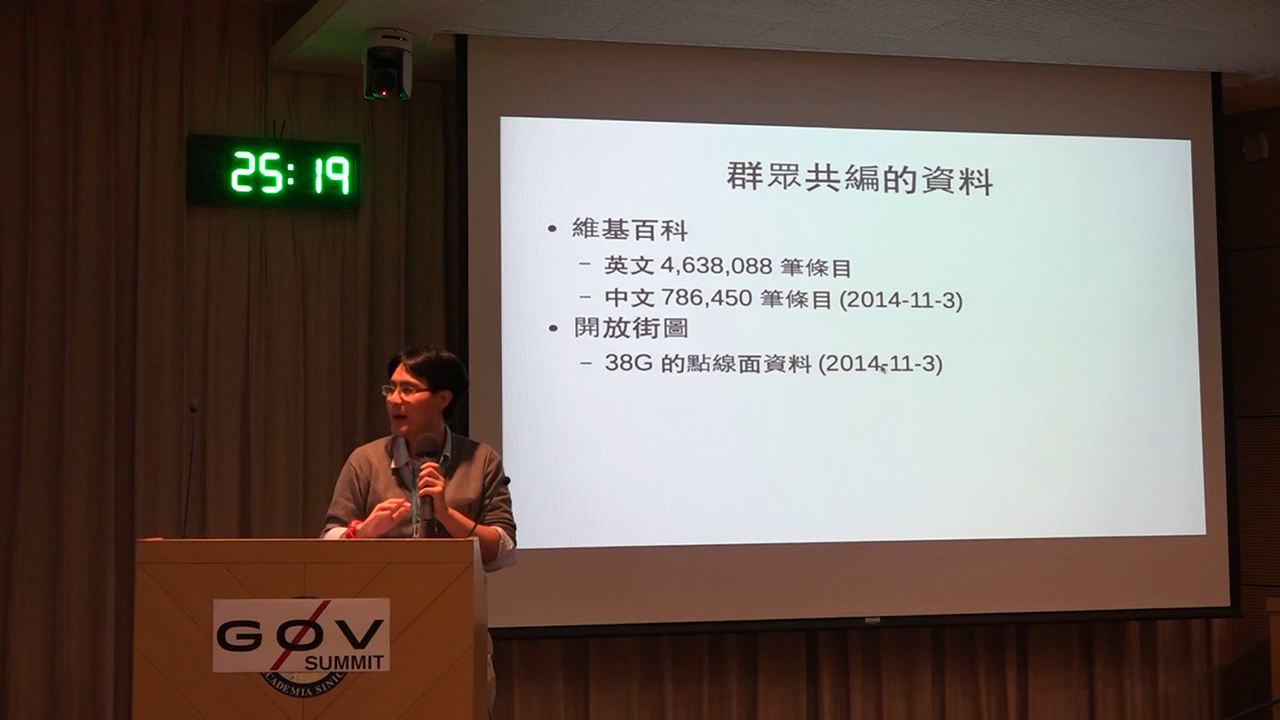 25:19
群眾共編的資料
• 維基百科
– 英文 4,638,088 筆條目
– 中文 786,450 筆條目 (2014-11-3)
• 開放街圖
– 38G 的點線面資料 (2014-11-3)
GØV
SUMMIT